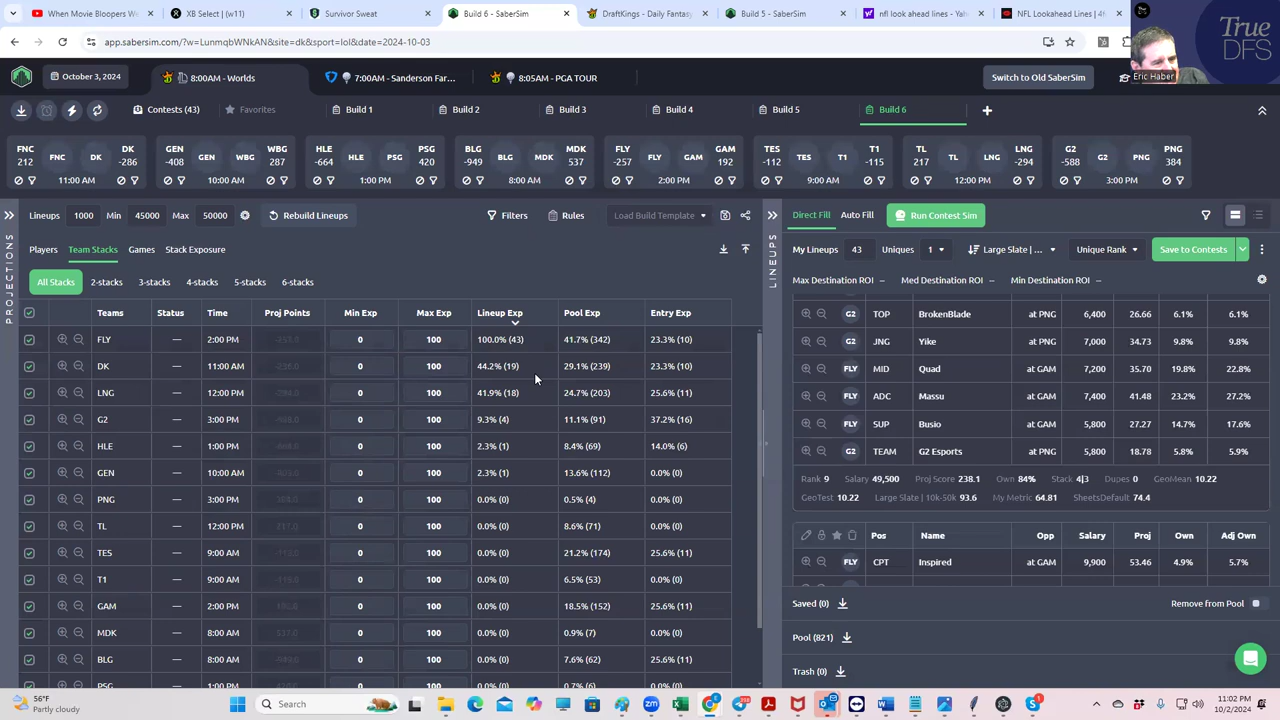 When Movie Bloopers We
XB Select | (w11)
Survivor Sweat
Build 6 - SaberSim
DraftKings - Daily Fantasy
Build 5 - SaberSim
nfl look ahead lines - Yah
NFL Lookahead Lines | 4f
app.sabersim.com/?w=LunmqbWNkAN&site=dk&sport=lol&date=2024-10-03
True DFS
Eric Haber
October 3, 2024
8:00AM - Worlds
7:00AM - Sanderson Far...
8:05AM - PGA TOUR
Switch to Old SaberSim
Contests (43)
Favorites
Build 1
Build 2
Build 3
Build 4
Build 5
Build 6
FNC 212 FNC DK DK -286 11:00 AM
GEN -408 GEN WBG WBG 287 10:00 AM
HLE -664 HLE PSG PSG 420 1:00 PM
BLG -949 BLG MDK MDK 537 8:00 AM
FLY -257 FLY GAM GAM 192 2:00 PM
TES -112 TES T1 T1 -115 9:00 AM
TL 217 TL LNG LNG -294 12:00 PM
G2 -588 G2 PNG PNG 384 3:00 PM
Lineups 1000 Min 45000 Max 50000 Rebuild Lineups Filters Rules Load Build Template
Players Team Stacks Games Stack Exposure
All Stacks 2-stacks 3-stacks 4-stacks 5-stacks 6-stacks
Teams Status Time Proj Points Min Exp Max Exp Lineup Exp Pool Exp Entry Exp
FLY — 2:00 PM 0 100 100.0% (43) 41.7% (342) 23.3% (10)
DK — 11:00 AM 0 100 44.2% (19) 29.1% (239) 23.3% (10)
LNG — 12:00 PM 0 100 41.9% (18) 24.7% (203) 25.6% (11)
G2 — 3:00 PM 0 100 9.3% (4) 11.1% (91) 37.2% (16)
HLE — 1:00 PM 0 100 2.3% (1) 8.4% (69) 14.0% (6)
GEN — 10:00 AM 0 100 2.3% (1) 13.6% (112) 0.0% (0)
PNG — 3:00 PM 0 100 0.0% (0) 0.5% (4) 0.0% (0)
TL — 12:00 PM 0 100 0.0% (0) 8.6% (71) 0.0% (0)
TES — 9:00 AM 0 100 0.0% (0) 21.2% (174) 25.6% (11)
T1 — 9:00 AM 0 100 0.0% (0) 6.5% (53) 0.0% (0)
GAM — 2:00 PM 0 100 0.0% (0) 18.5% (152) 25.6% (11)
MDK — 8:00 AM 0 100 0.0% (0) 0.9% (7) 0.0% (0)
BLG — 8:00 AM 0 100 0.0% (0) 7.6% (62) 25.6% (11)
PSG — 1:00 PM 0 100 0.0% (0) 0.7% (6) 0.0% (0)
PROJECTIONS
LINEUPS
Direct Fill Auto Fill Run Contest Sim
My Lineups 43 Uniques 1 Large Slate | ... Unique Rank Save to Contests
Max Destination ROI -- Med Destination ROI -- Min Destination ROI --
G2 TOP BrokenBlade at PNG 6,400 26.66 6.1% 6.1%
G2 JNG Yike at PNG 7,000 34.73 9.8% 9.8%
FLY MID Quad at GAM 7,200 35.70 19.8% 22.8%
FLY ADC Massu at GAM 7,400 41.48 23.2% 27.2%
FLY SUP Busio at GAM 5,800 27.27 14.7% 17.6%
G2 TEAM G2 Esports at PNG 5,800 18.78 5.8% 5.9%
Rank 9 Salary 49,500 Proj Score 238.1 Own 84% Stack 4|3 Dupes 0 GeoMean 10.22
GeoTest 10.22 Large Slate | 10k-50k 93.6 My Metric 64.81 SheetsDefault 74.4
Pos Name Opp Salary Proj Own Adj Own
FLY CPT Inspired at GAM 9,900 53.46 4.9% 5.7%
Saved (0)
Remove from Pool
Pool (821)
Trash (0)
56°F
Partly cloudy
Search
11:02 PM
10/2/2024